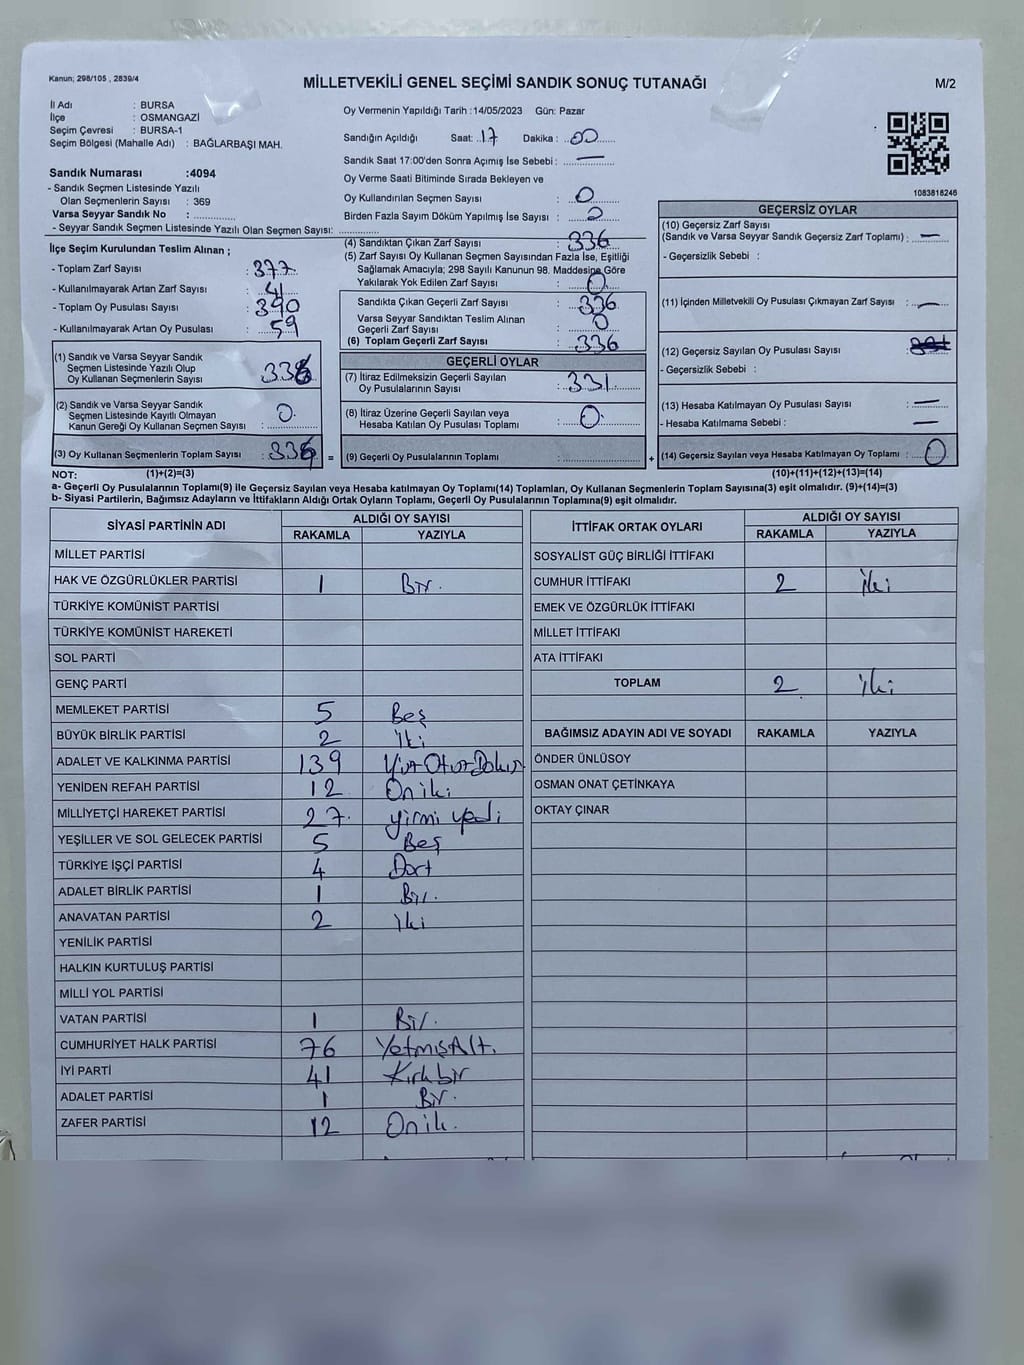 Kanun; 298/105 , 2839/4
MİLLETVEKİLİ GENEL SEÇİMİ SANDIK SONUÇ TUTANAĞI
M/2
İl Adı : BURSA
İlçe : OSMANGAZİ
Seçim Çevresi : BURSA-1
Seçim Bölgesi (Mahalle Adı) : BAĞLARBAŞI MAH.
Sandık Numarası :4094
- Sandık Seçmen Listesinde Yazılı
Olan Seçmenlerin Sayısı : 369
Varsa Seyyar Sandık No :
- Seyyar Sandık Seçmen Listesinde Yazılı Olan Seçmen Sayısı:
Oy Vermenin Yapıldığı Tarih :14/05/2023 Gün: Pazar
Sandığın Açıldığı Saat: 17 Dakika : 00
Sandık Saat 17:00'den Sonra Açımış İse Sebebi : —
Oy Verme Saati Bitiminde Sırada Bekleyen ve
Oy Kullandırılan Seçmen Sayısı : 0
Birden Fazla Sayım Döküm Yapılmış İse Sayısı :
1083818246
İlçe Seçim Kurulundan Teslim Alınan ;
- Toplam Zarf Sayısı : 377
- Kullanılmayarak Artan Zarf Sayısı : 41
- Toplam Oy Pusulası Sayısı : 390
- Kullanılmayarak Artan Oy Pusulası : 59
(1) Sandık ve Varsa Seyyar Sandık
Seçmen Listesinde Yazılı Olup
Oy Kullanan Seçmenlerin Sayısı : 336
(2) Sandık ve Varsa Seyyar Sandık
Seçmen Listesinde Kayıtlı Olmayan
Kanun Gereği Oy Kullanan Seçmen Sayısı : 0
(3) Oy Kullanan Seçmenlerin Toplam Sayısı : 336 =
(4) Sandıktan Çıkan Zarf Sayısı : 336
(5) Zarf Sayısı Oy Kullanan Seçmen Sayısından Fazla İse, Eşitliği
Sağlamak Amacıyla; 298 Sayılı Kanunun 98. Maddesine Göre
Yakılarak Yok Edilen Zarf Sayısı : 0
Sandıkta Çıkan Geçerli Zarf Sayısı : 336
Varsa Seyyar Sandıktan Teslim Alınan
Geçerli Zarf Sayısı : 0
(6) Toplam Geçerli Zarf Sayısı : 336
GEÇERLİ OYLAR
(7) İtiraz Edilmeksizin Geçerli Sayılan
Oy Pusulalarının Sayısı : 331
(8) İtiraz Üzerine Geçerli Sayılan veya
Hesaba Katılan Oy Pusulası Toplamı : 0
(9) Geçerli Oy Pusulalarının Toplamı : +
GEÇERSİZ OYLAR
(10) Geçersiz Zarf Sayısı
(Sandık ve Varsa Seyyar Sandık Geçersiz Zarf Toplamı) : —
- Geçersizlik Sebebi :
(11) İçinden Milletvekili Oy Pusulası Çıkmayan Zarf Sayısı : —
(12) Geçersiz Sayılan Oy Pusulası Sayısı :
- Geçersizlik Sebebi :
(13) Hesaba Katılmayan Oy Pusulası Sayısı : —
- Hesaba Katılmama Sebebi : —
(14) Geçersiz Sayılan veya Hesaba Katılmayan Oy Toplamı : 0
NOT: (1)+(2)=(3) (10)+(11)+(12)+(13)=(14)
a- Geçerli Oy Pusulalarının Toplamı(9) ile Geçersiz Sayılan veya Hesaba katılmayan Oy Toplamı(14) Toplamları, Oy Kullanan Seçmenlerin Toplam Sayısına(3) eşit olmalıdır. (9)+(14)=(3)
b- Siyasi Partilerin, Bağımsız Adayların ve İttifakların Aldığı Ortak Oyların Toplamı, Geçerli Oy Pusulalarının Toplamına(9) eşit olmalıdır.
SİYASİ PARTİNİN ADI ALDIĞI OY SAYISI
RAKAMLA YAZIYLA
MİLLET PARTİSİ
HAK VE ÖZGÜRLÜKLER PARTİSİ 1 Bir.
TÜRKİYE KOMÜNİST PARTİSİ
TÜRKİYE KOMÜNİST HAREKETİ
SOL PARTİ
GENÇ PARTİ
MEMLEKET PARTİSİ 5 Beş
BÜYÜK BİRLİK PARTİSİ 2 İki
ADALET VE KALKINMA PARTİSİ 139
YENİDEN REFAH PARTİSİ 12 Oniki
MİLLİYETÇİ HAREKET PARTİSİ 27. yirmi yedi
YEŞİLLER VE SOL GELECEK PARTİSİ 5 Beş
TÜRKİYE İŞÇİ PARTİSİ 4 Dört
ADALET BİRLİK PARTİSİ 1 Bir.
ANAVATAN PARTİSİ 2 İki
YENİLİK PARTİSİ
HALKIN KURTULUŞ PARTİSİ
MİLLİ YOL PARTİSİ
VATAN PARTİSİ 1 Bir.
CUMHURİYET HALK PARTİSİ 76 YetmişAltı
İYİ PARTİ 41 Kırkbir
ADALET PARTİSİ 1 Bir.
ZAFER PARTİSİ 12 Oniki
İTTİFAK ORTAK OYLARI ALDIĞI OY SAYISI
RAKAMLA YAZIYLA
SOSYALİST GÜÇ BİRLİĞİ İTTİFAKI
CUMHUR İTTİFAKI 2 İki
EMEK VE ÖZGÜRLÜK İTTİFAKI
MİLLET İTTİFAKI
ATA İTTİFAKI
TOPLAM 2 İki
BAĞIMSIZ ADAYIN ADI VE SOYADI RAKAMLA YAZIYLA
ÖNDER ÜNLÜSOY
OSMAN ONAT ÇETİNKAYA
OKTAY ÇINAR